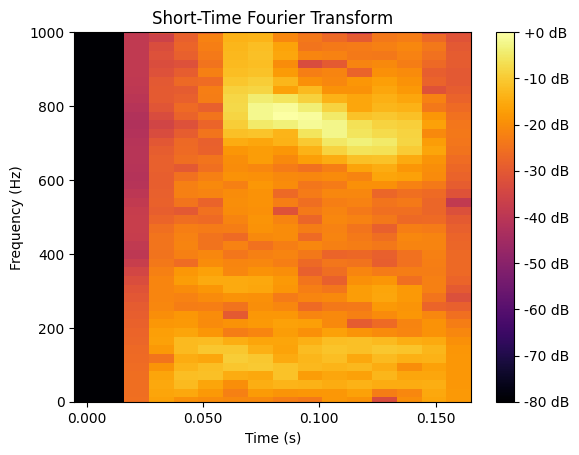 Short-Time Fourier Transform
1000
800
600
400
200
0
Frequency (Hz)
0.000
0.050
0.100
0.150
Time (s)
+0 dB
-10 dB
-20 dB
-30 dB
-40 dB
-50 dB
-60 dB
-70 dB
-80 dB